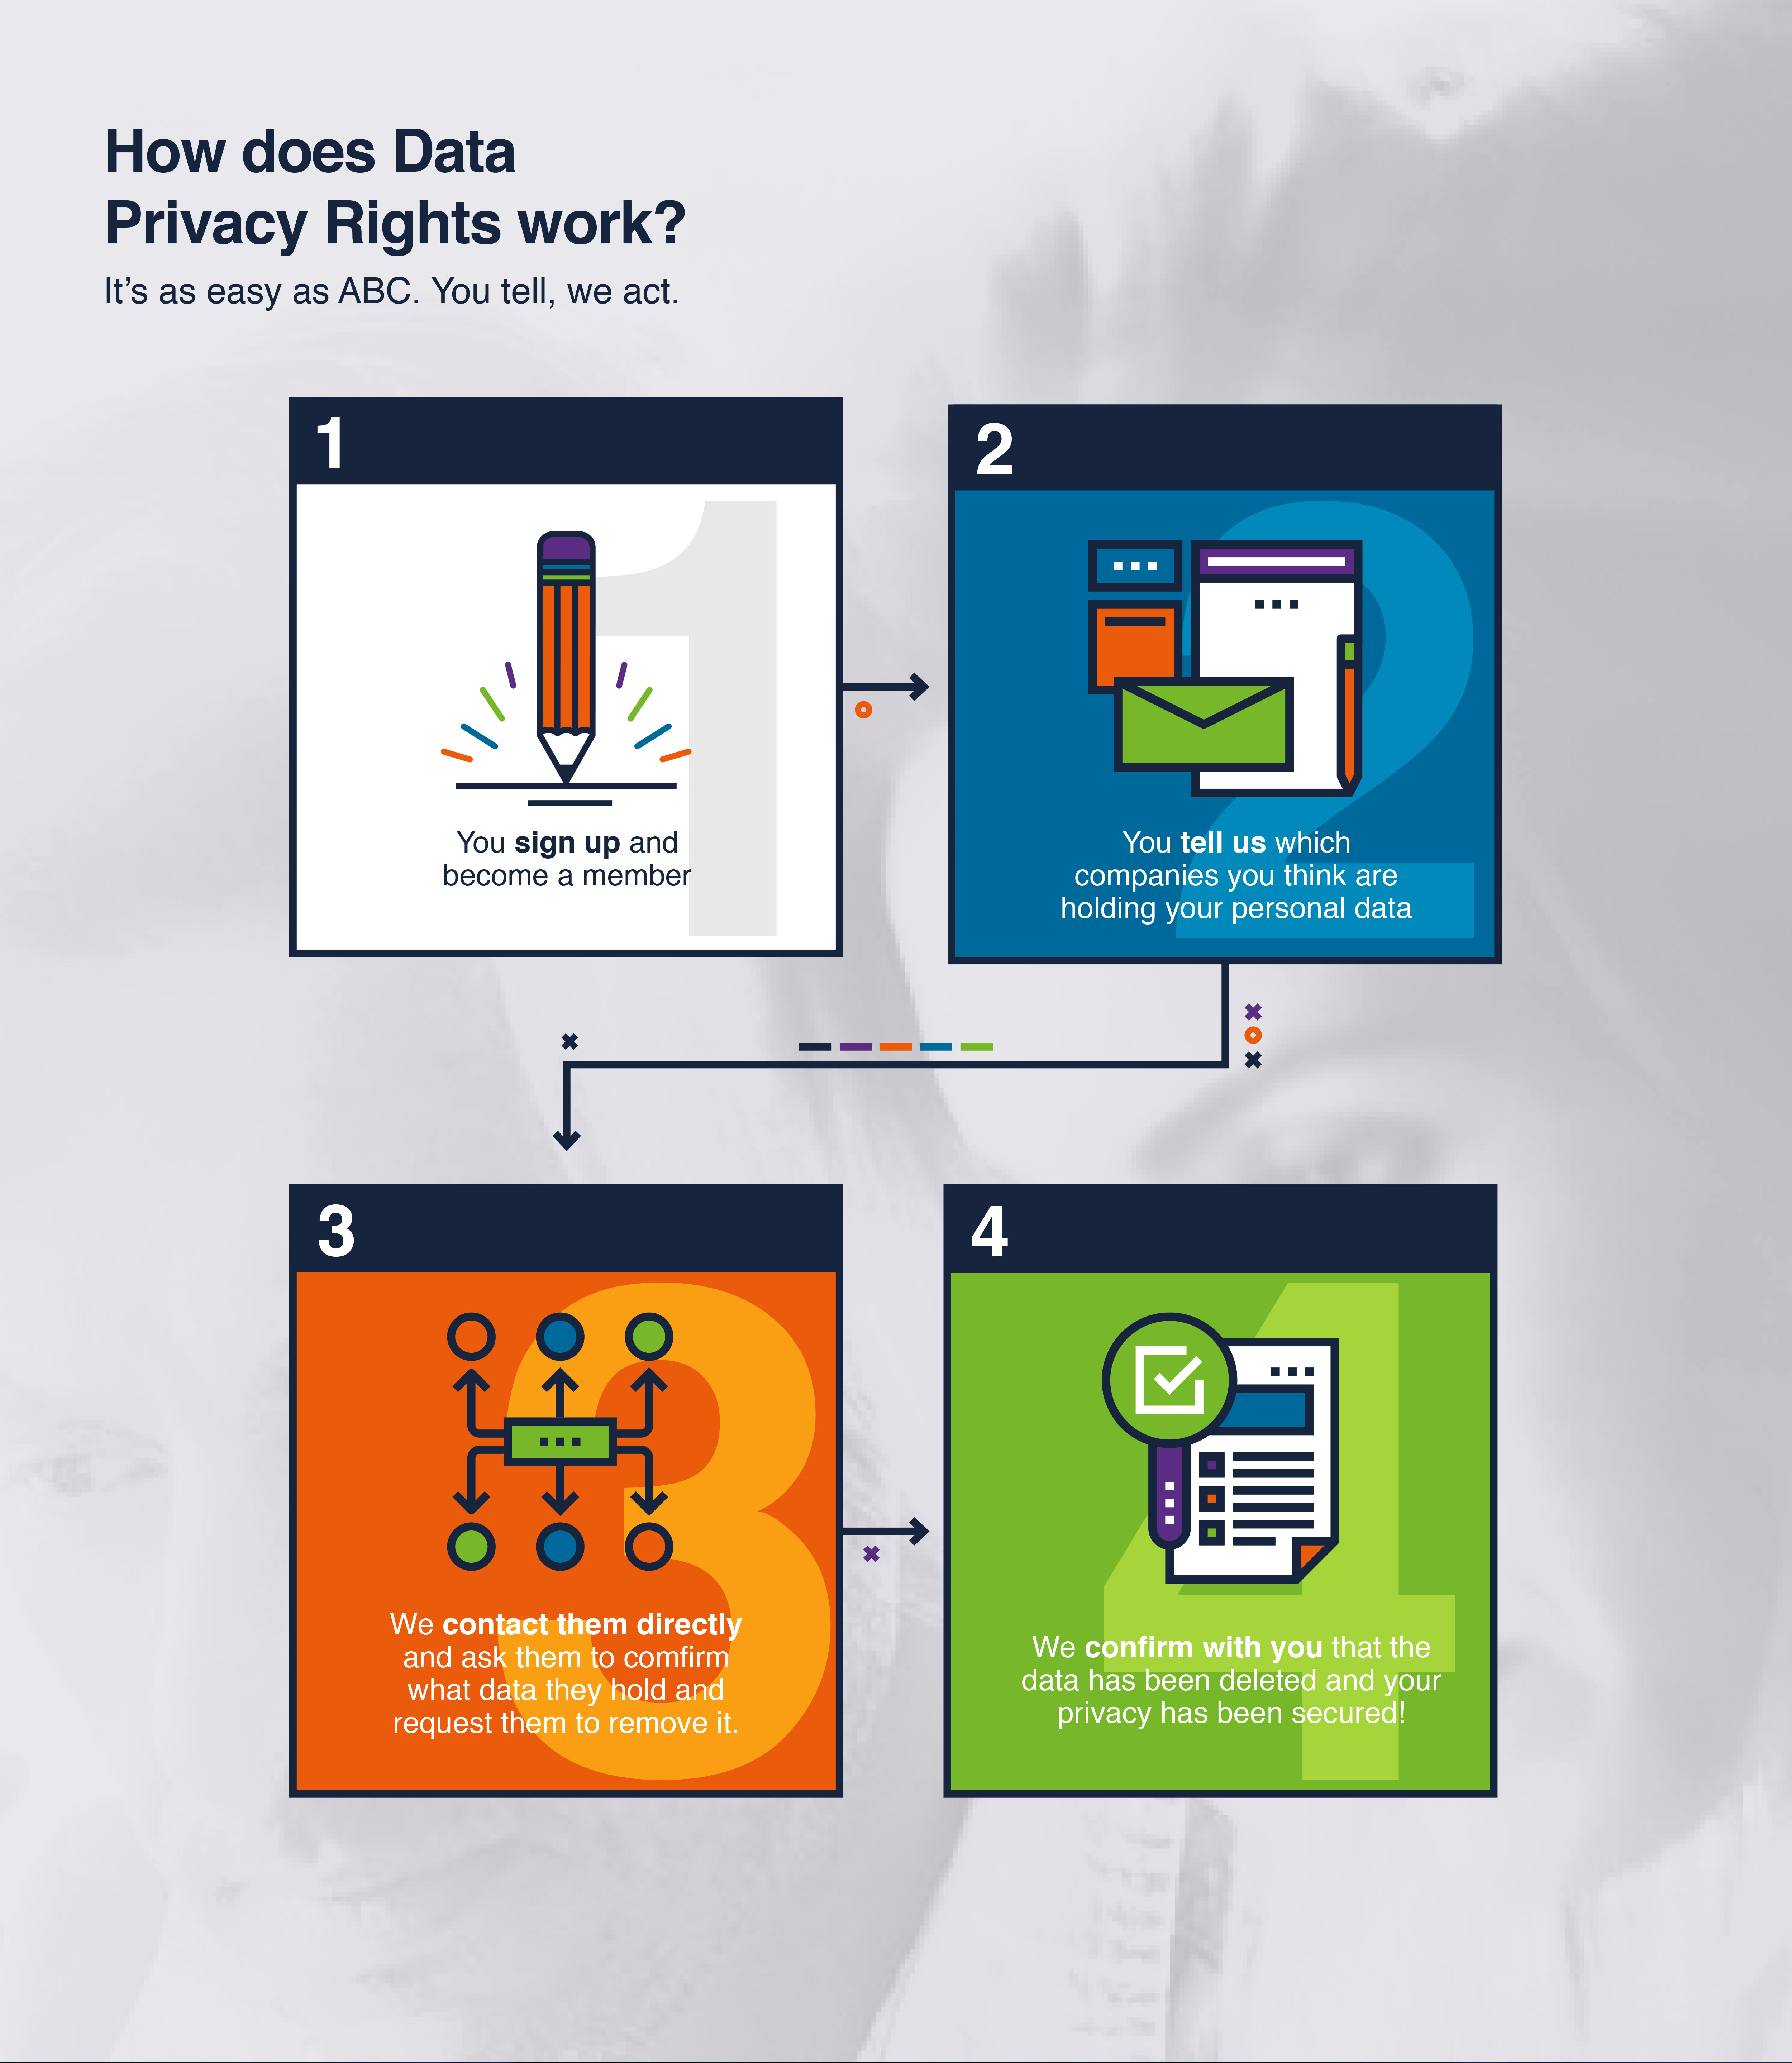 How does Data
Privacy Rights work?
It's as easy as ABC. You tell, we act.
1
You sign up and
become a member
2
You tell us which
companies you think are
holding your personal data
3
We contact them directly
and ask them to comfirm
what data they hold and
request them to remove it.
4
We confirm with you that the
data has been deleted and your
privacy has been secured!